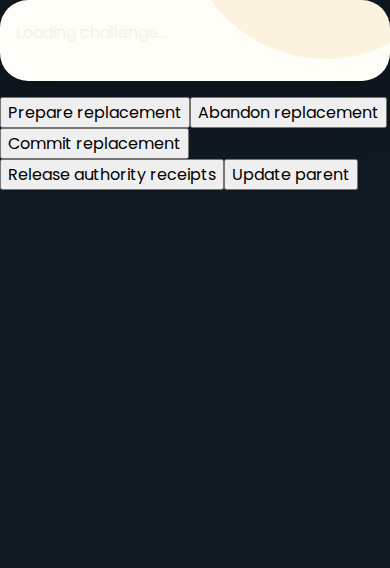 Loading challenge...
Prepare replacement Abandon replacement
Commit replacement
Release authority receipts Update parent